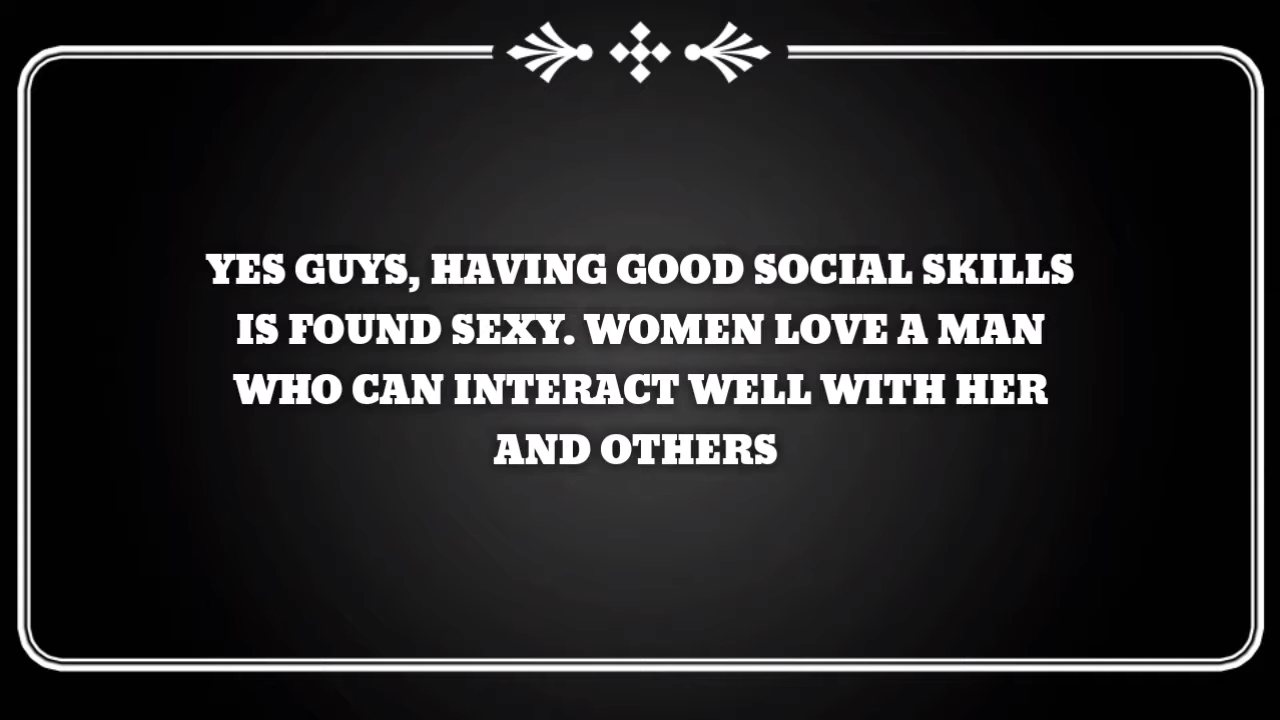 YES GUYS, HAVING GOOD SOCIAL SKILLS
IS FOUND SEXY. WOMEN LOVE A MAN
WHO CAN INTERACT WELL WITH HER
AND OTHERS